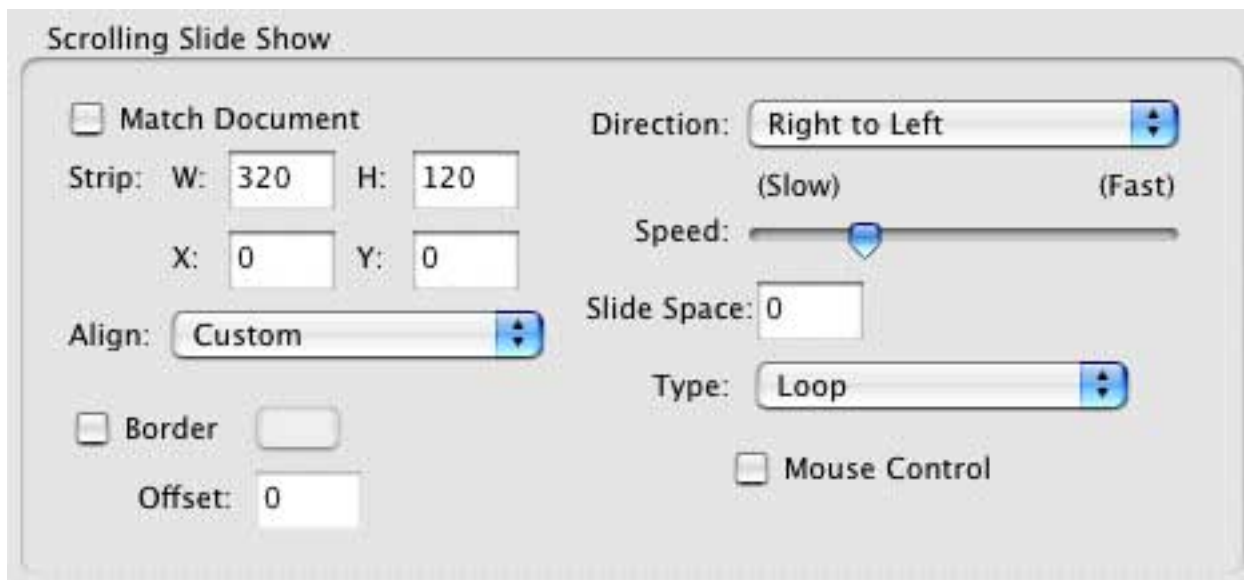 Scrolling Slide Show
Match Document
Strip: W: 320 H: 120
X: 0 Y: 0
Align: Custom
Border
Offset: 0
Direction: Right to Left
(Slow) (Fast)
Speed:
Slide Space: 0
Type: Loop
Mouse Control